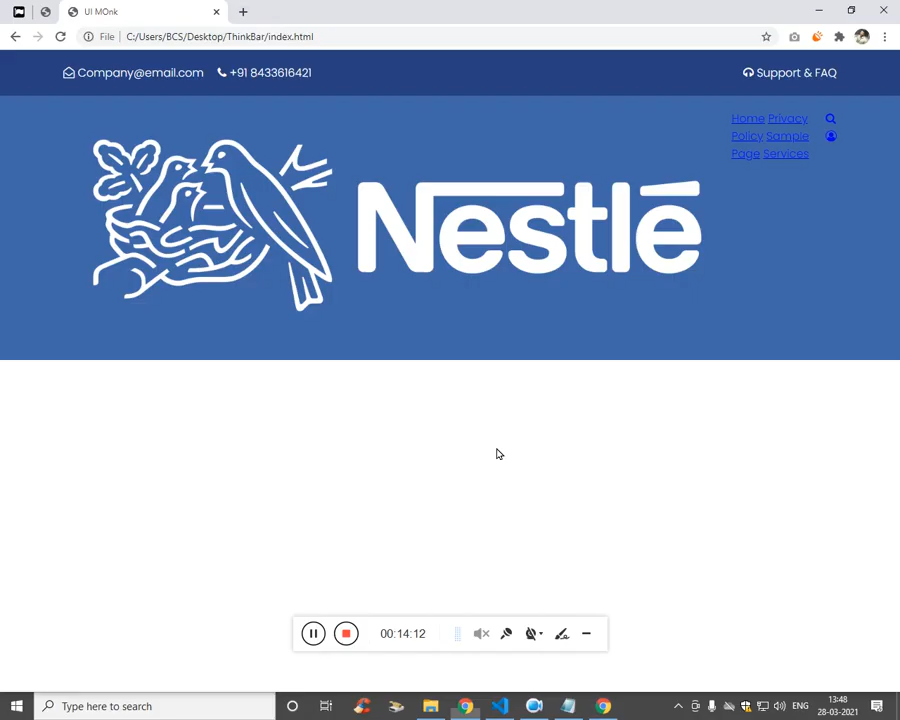 UI MOnk
File C:/Users/BCS/Desktop/ThinkBar/index.html
Company@email.com +91 8433616421 Support & FAQ
Home Privacy
Policy Sample
Page Services
Nestlé
00:14:12
Type here to search
ENG
13:48
28-03-2021